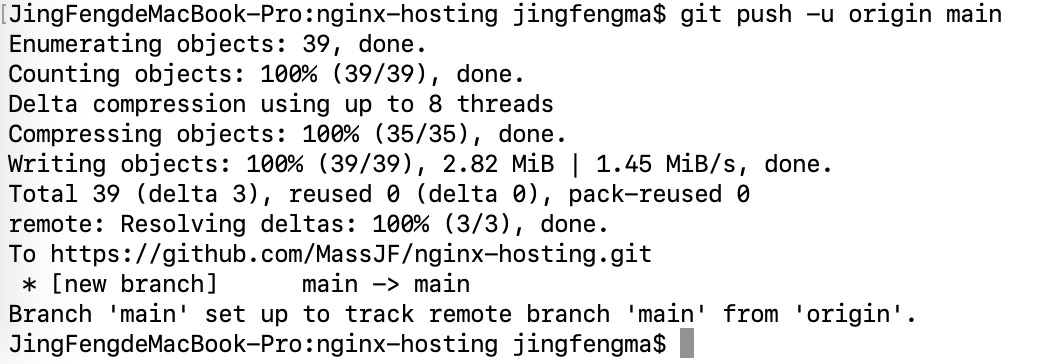 [JingFengdeMacBook-Pro:nginx-hosting jingfengma$ git push -u origin main
Enumerating objects: 39, done.
Counting objects: 100% (39/39), done.
Delta compression using up to 8 threads
Compressing objects: 100% (35/35), done.
Writing objects: 100% (39/39), 2.82 MiB | 1.45 MiB/s, done.
Total 39 (delta 3), reused 0 (delta 0), pack-reused 0
remote: Resolving deltas: 100% (3/3), done.
To https://github.com/MassJF/nginx-hosting.git
 * [new branch]      main -> main
Branch 'main' set up to track remote branch 'main' from 'origin'.
JingFengdeMacBook-Pro:nginx-hosting jingfengma$